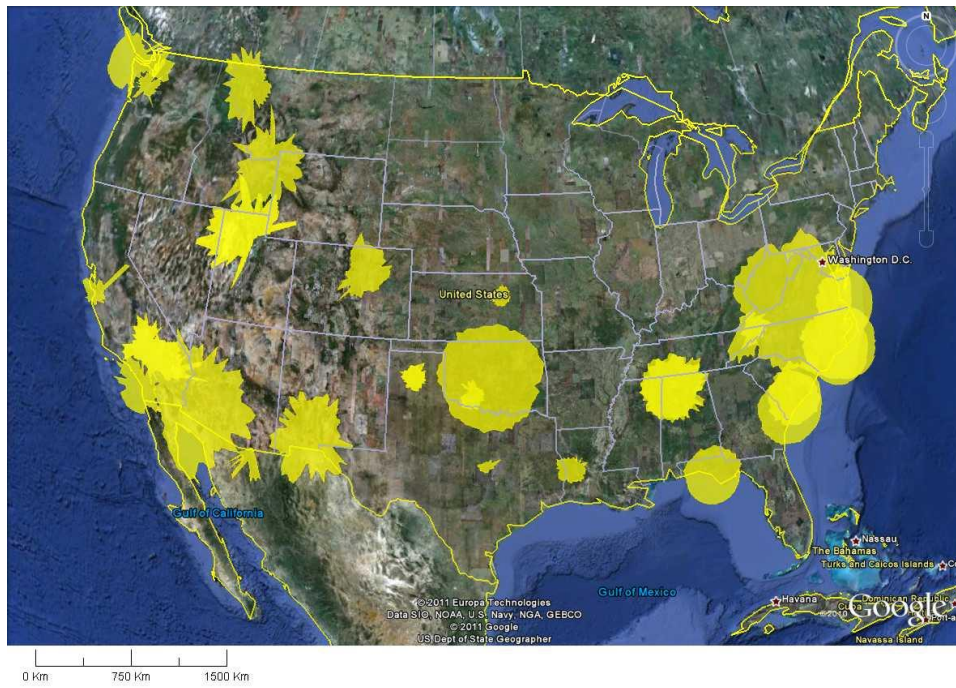 N
Washington D.C.
United States
Gulf of California
Nassau
The Bahamas
Turks and Caicos Islands
Gulf of Mexico
Havana
Dominican Republic
Cuba
Google
Navassa Island
© 2011 Europa Technologies
Data SIO, NOAA, U.S. Navy, NGA, GEBCO
© 2011 Google
US Dept of State Geographer
0 Km 750 Km 1500 Km